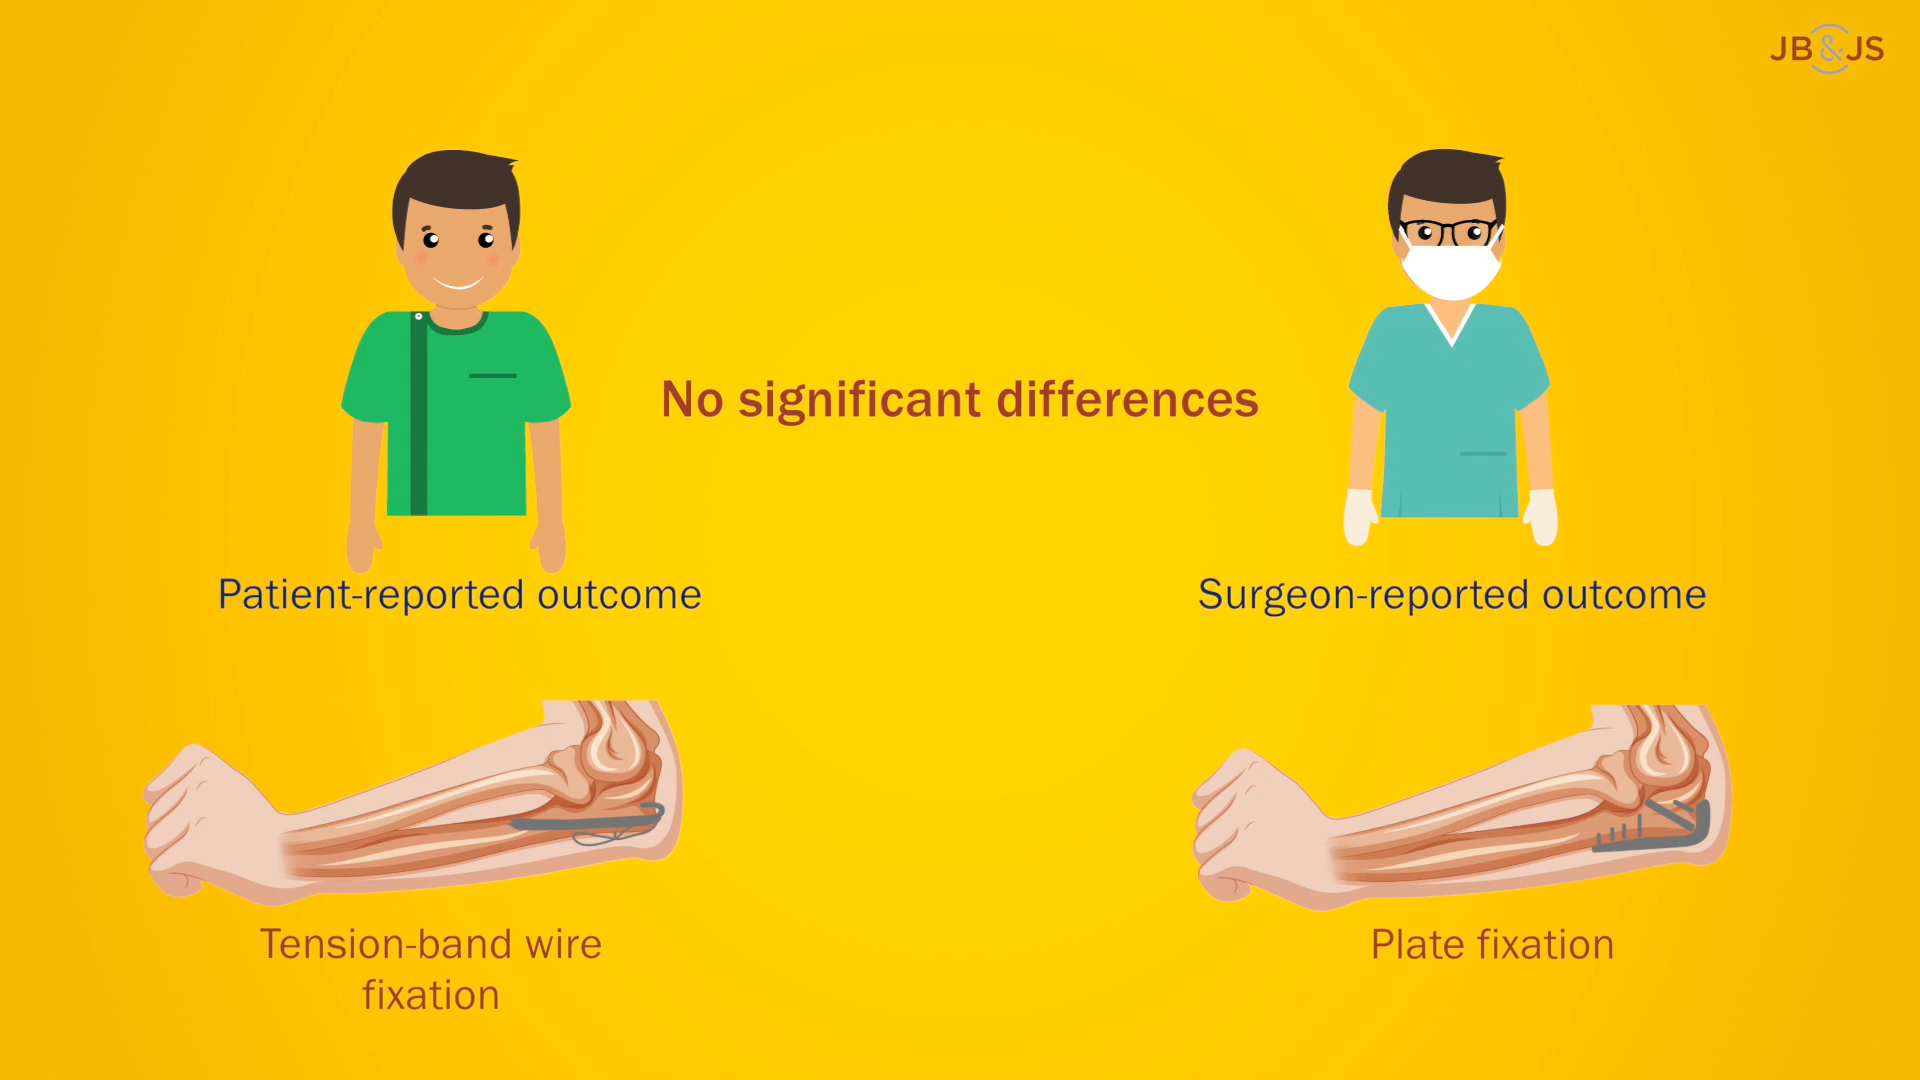 JB&JS
No significant differences
Patient-reported outcome
Surgeon-reported outcome
Tension-band wire
fixation
Plate fixation